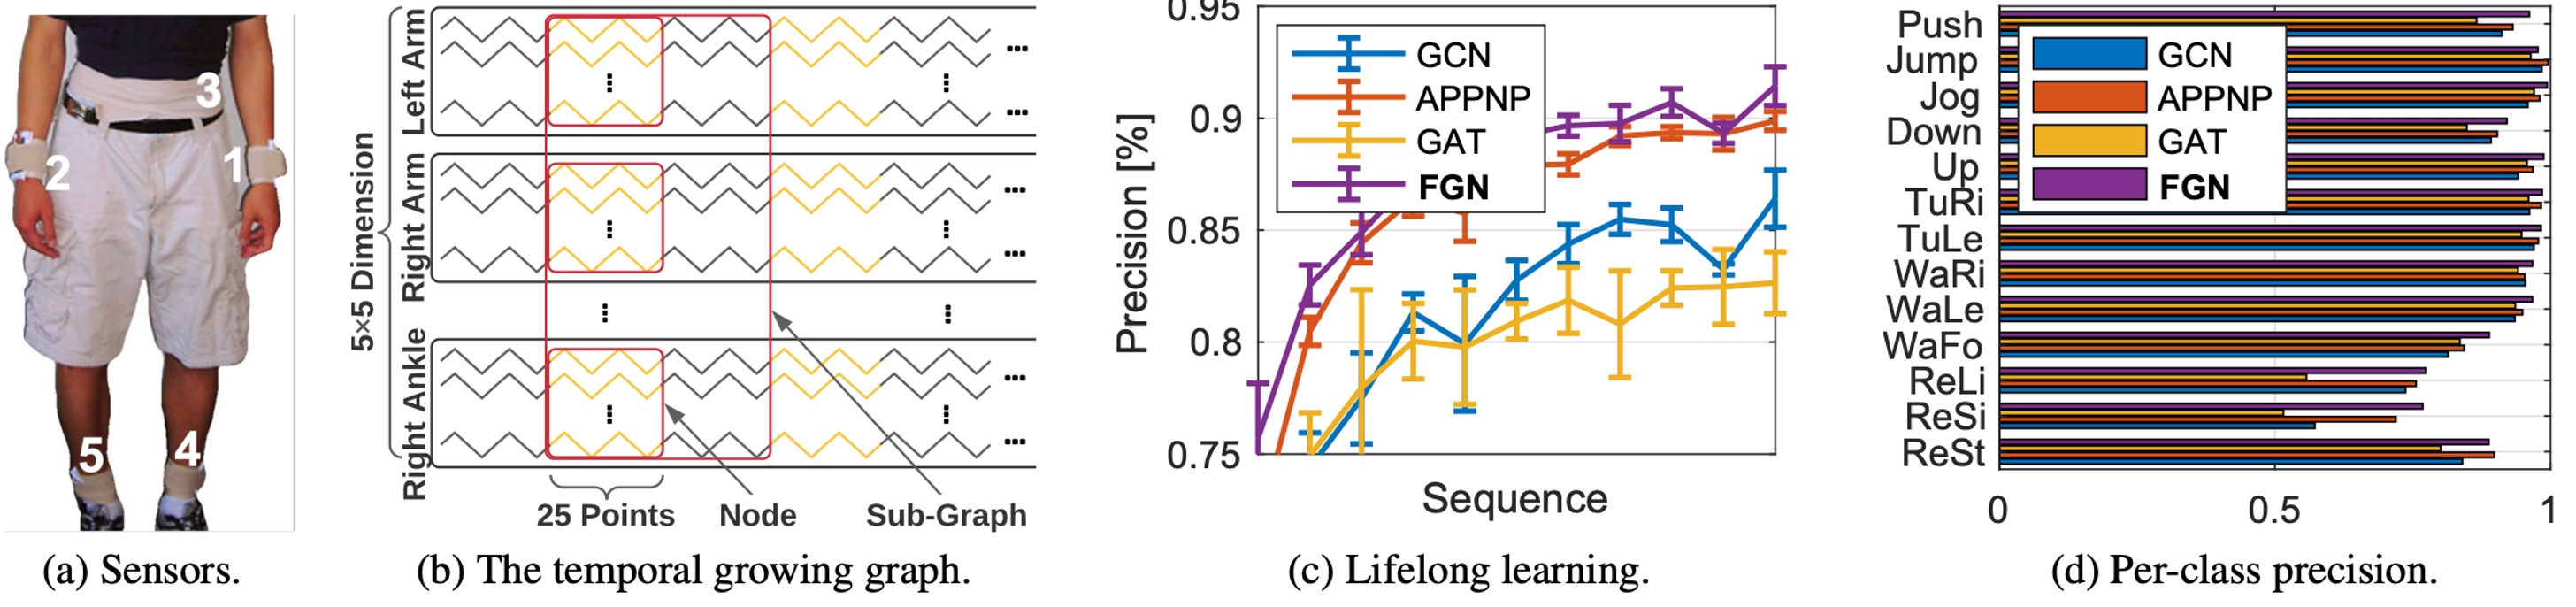 3
2
1
5
4
(a) Sensors.
5×5 Dimension
Left Arm
Right Arm
Right Ankle
...
25 Points
Node
Sub-Graph
(b) The temporal growing graph.
Precision [%]
0.95
0.9
0.85
0.8
0.75
GCN
APPNP
GAT
FGN
Sequence
(c) Lifelong learning.
Push
Jump
Jog
Down
Up
TuRi
TuLe
WaRi
WaLe
WaFo
ReLi
ReSi
ReSt
GCN
APPNP
GAT
FGN
0
0.5
1
(d) Per-class precision.